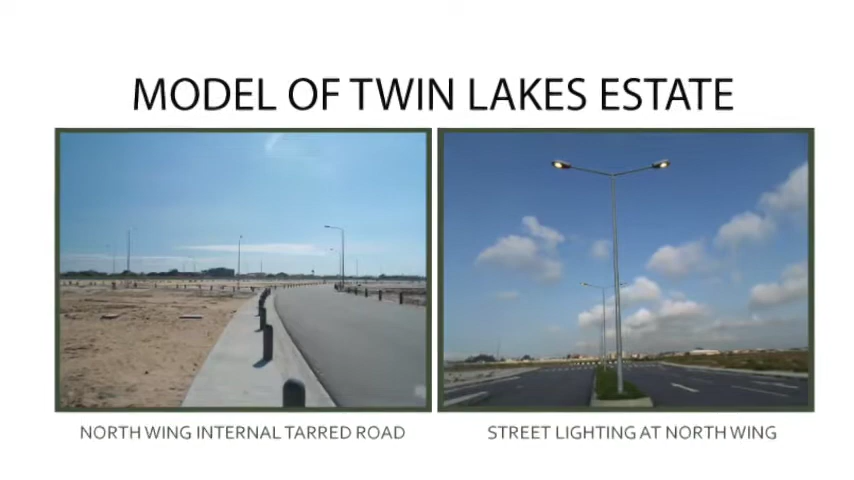 MODEL OF TWIN LAKES ESTATE
NORTH WING INTERNAL TARRED ROAD
STREET LIGHTING AT NORTH WING